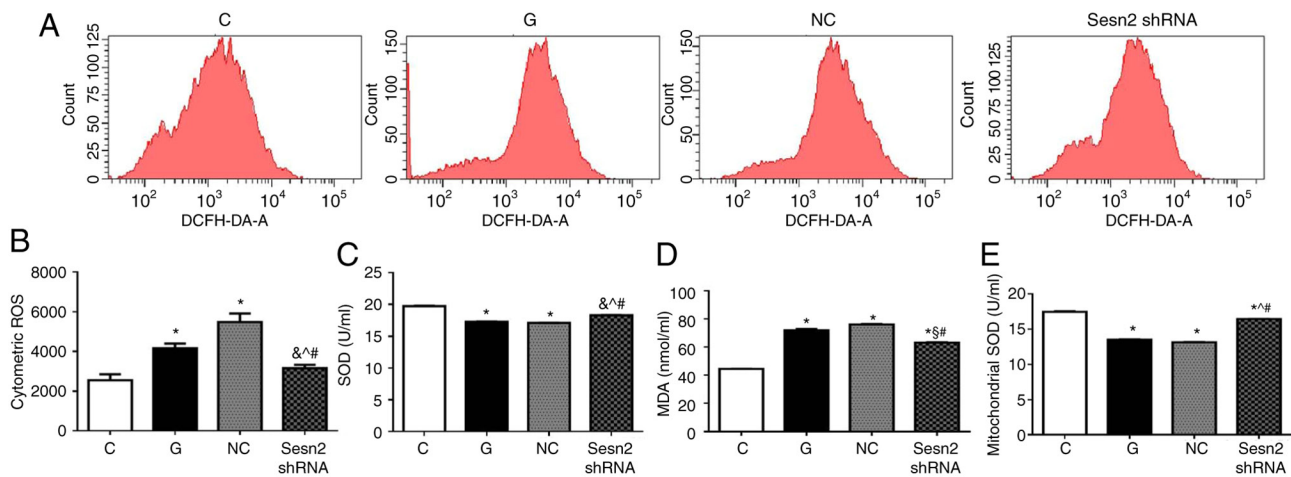 A
C
G
NC
Sesn2 shRNA
Count
0 25 50 75 100 125
10² 10³ 10⁴ 10⁵
DCFH-DA-A
Count
0 50 100 150
10² 10³ 10⁴ 10⁵
DCFH-DA-A
Count
0 50 100 150
10² 10³ 10⁴ 10⁵
DCFH-DA-A
Count
0 25 50 75 100 125
10² 10³ 10⁴ 10⁵
DCFH-DA-A
B
Cytometric ROS
8000
6000
4000
2000
0
*
*
&^#
C G NC Sesn2
shRNA
C
SOD (U/ml)
25
20
15
10
5
0
*
*
&^#
C G NC Sesn2
shRNA
D
MDA (nmol/ml)
100
80
60
40
20
0
*
*
*§#
C G NC Sesn2
shRNA
E
Mitochondrial SOD (U/ml)
20
15
10
5
0
*
*
*^#
C G NC Sesn2
shRNA